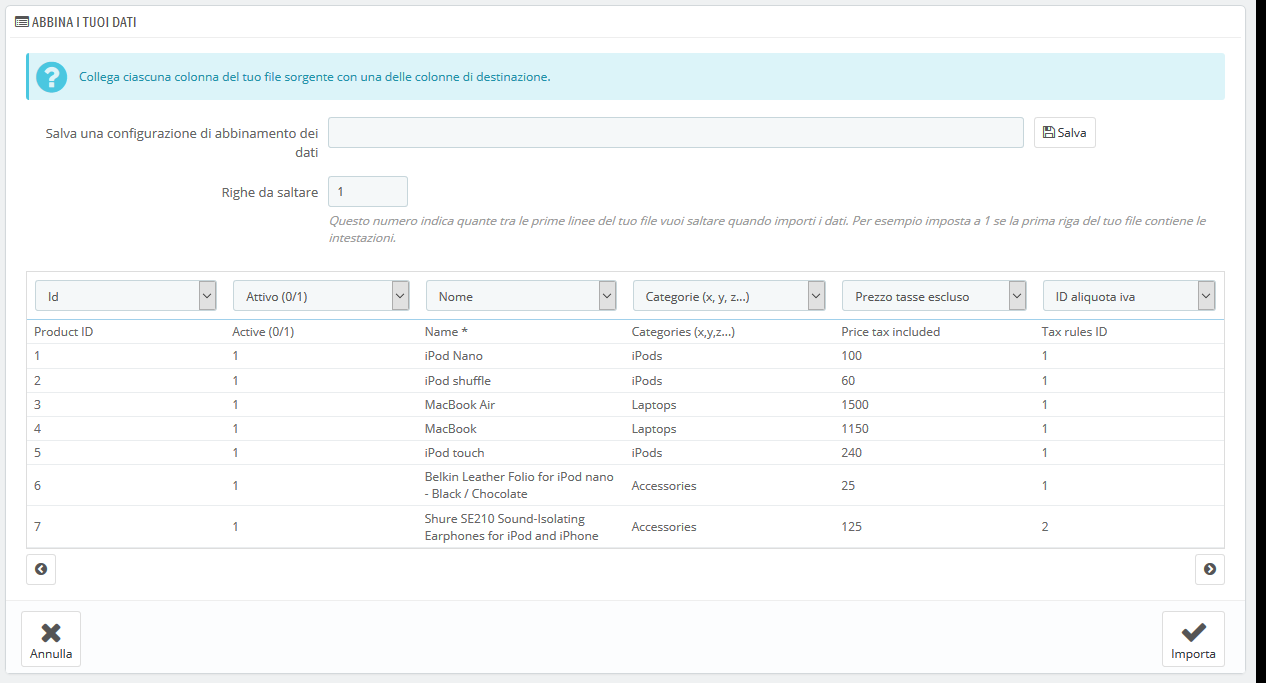 ABBINA I TUOI DATI
Collega ciascuna colonna del tuo file sorgente con una delle colonne di destinazione.
Salva una configurazione di abbinamento dei
dati
Salva
Righe da saltare 1
Questo numero indica quante tra le prime linee del tuo file vuoi saltare quando importi i dati. Per esempio imposta a 1 se la prima riga del tuo file contiene le
intestazioni.
Id Attivo (0/1) Nome Categorie (x, y, z...) Prezzo tasse escluso ID aliquota iva
Product ID Active (0/1) Name * Categories (x,y,z...) Price tax included Tax rules ID
1 1 iPod Nano iPods 100 1
2 1 iPod shuffle iPods 60 1
3 1 MacBook Air Laptops 1500 1
4 1 MacBook Laptops 1150 1
5 1 iPod touch iPods 240 1
6 1 Belkin Leather Folio for iPod nano
- Black / Chocolate Accessories 25 1
7 1 Shure SE210 Sound-Isolating
Earphones for iPod and iPhone Accessories 125 2
Annulla Importa